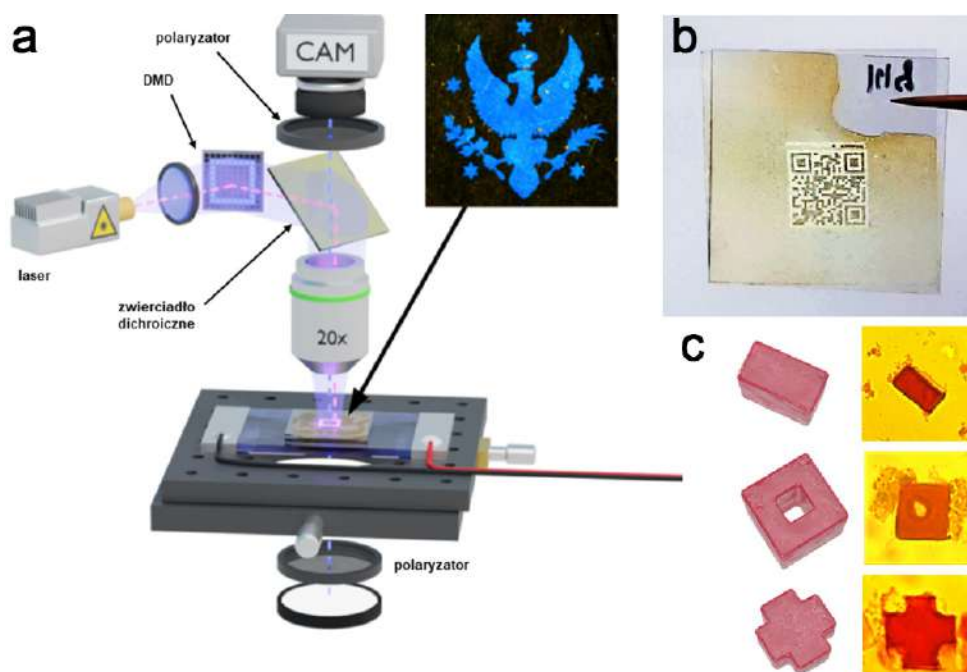 a
polaryzator
CAM
DMD
laser
zwierciadło
dichroiczne
20x
polaryzator
b
c